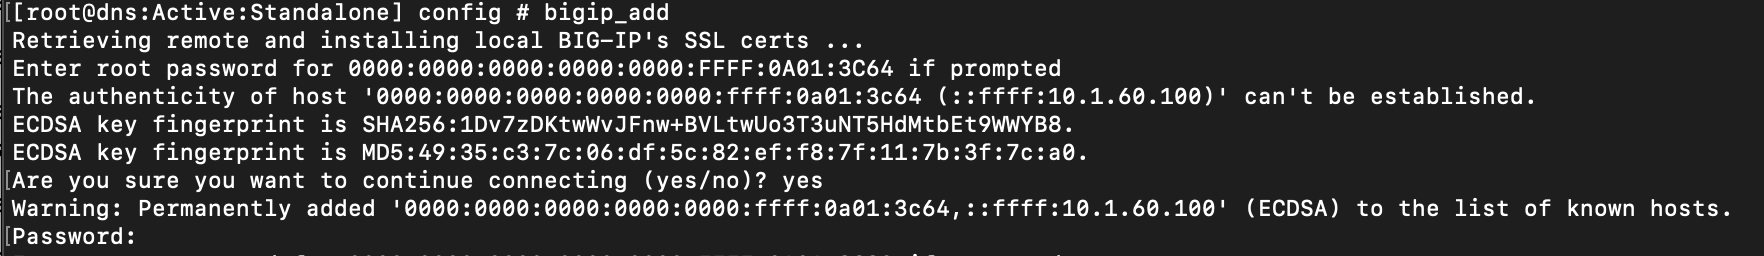 [[root@dns:Active:Standalone] config # bigip_add
Retrieving remote and installing local BIG-IP's SSL certs ...
Enter root password for 0000:0000:0000:0000:0000:FFFF:0A01:3C64 if prompted
The authenticity of host '0000:0000:0000:0000:0000:ffff:0a01:3c64 (::ffff:10.1.60.100)' can't be established.
ECDSA key fingerprint is SHA256:1Dv7zDKtwWvJFnw+BVLtwUo3T3uNT5HdMtbEt9WWYB8.
ECDSA key fingerprint is MD5:49:35:c3:7c:06:df:5c:82:ef:f8:7f:11:7b:3f:7c:a0.
[Are you sure you want to continue connecting (yes/no)? yes
Warning: Permanently added '0000:0000:0000:0000:0000:ffff:0a01:3c64,::ffff:10.1.60.100' (ECDSA) to the list of known hosts.
[Password: